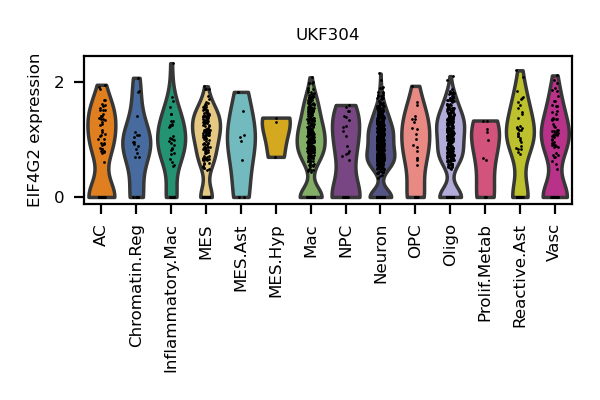 UKF304
EIF4G2 expression
2
0
AC
Chromatin.Reg
Inflammatory.Mac
MES
MES.Ast
MES.Hyp
Mac
NPC
Neuron
OPC
Oligo
Prolif.Metab
Reactive.Ast
Vasc